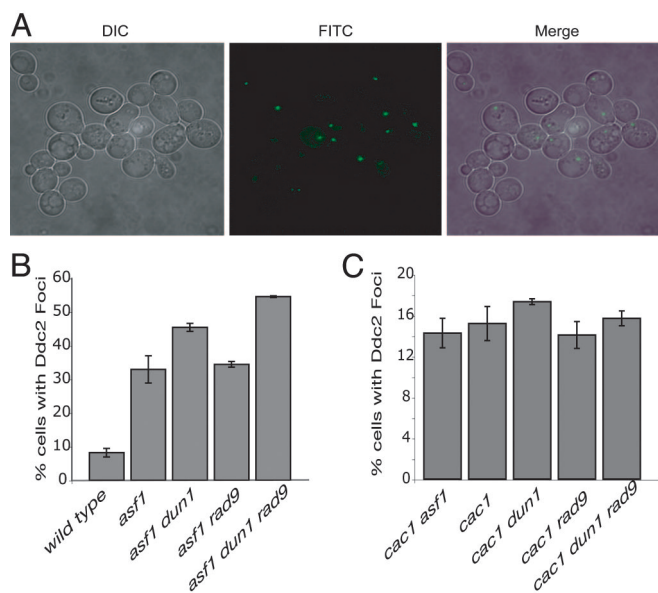 A
DIC
FITC
Merge
B
% cells with Ddc2 Foci
60
50
40
30
20
10
0
wild type
asf1
asf1 dun1
asf1 rad9
asf1 dun1 rad9
C
% cells with Ddc2 Foci
20
16
12
8
4
0
cac1 asf1
cac1
cac1 dun1
cac1 rad9
cac1 dun1 rad9